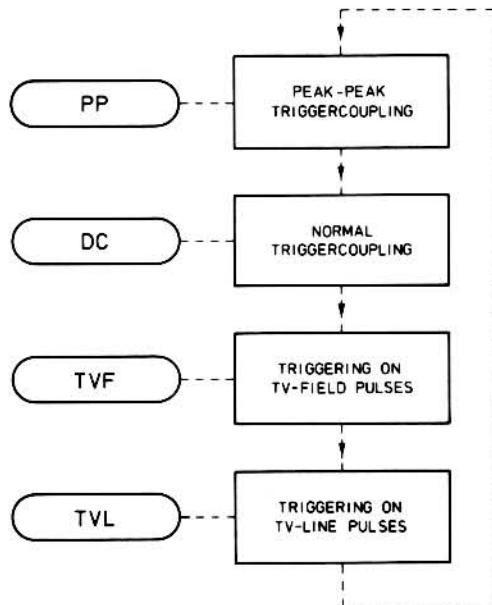 PP
PEAK-PEAK
TRIGGERCOUPLING
DC
NORMAL
TRIGGERCOUPLING
TVF
TRIGGERING ON
TV-FIELD PULSES
TVL
TRIGGERING ON
TV-LINE PULSES